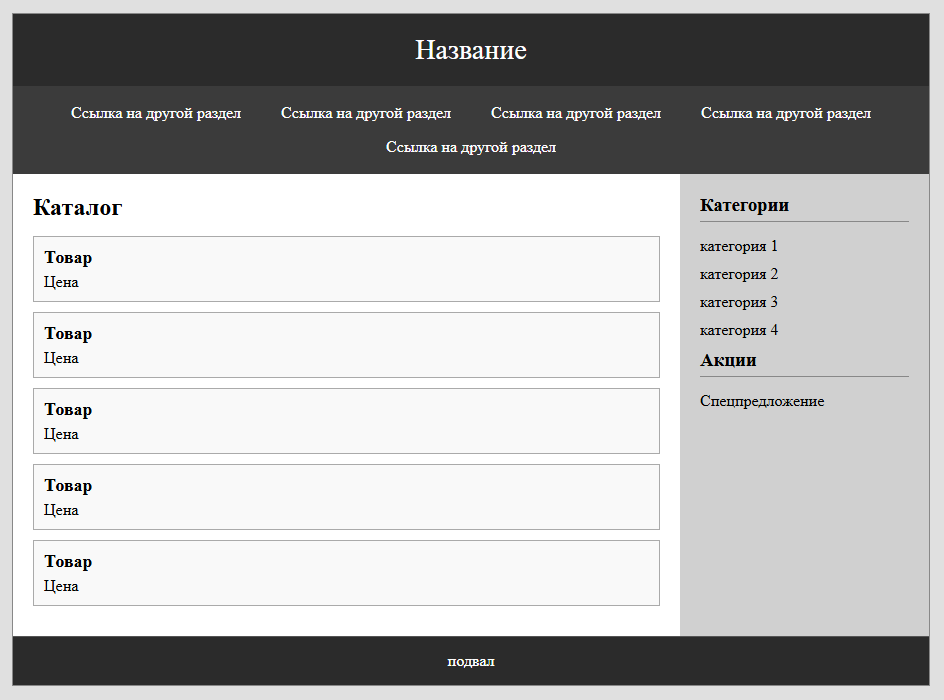 Название
Ссылка на другой раздел Ссылка на другой раздел Ссылка на другой раздел Ссылка на другой раздел
Ссылка на другой раздел
Каталог
Товар
Цена
Товар
Цена
Товар
Цена
Товар
Цена
Товар
Цена
Категории
категория 1
категория 2
категория 3
категория 4
Акции
Спецпредложение
подвал